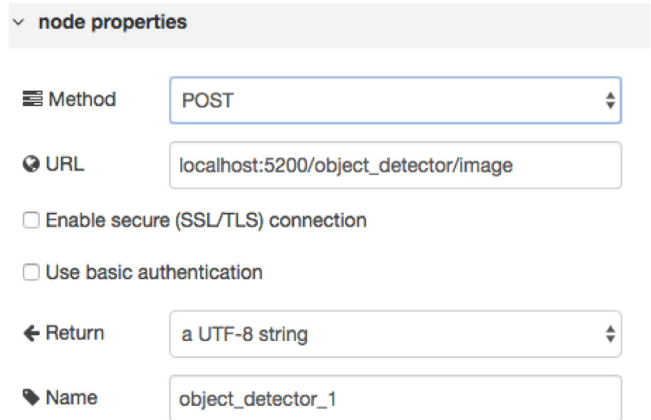 node properties
Method POST
URL localhost:5200/object_detector/image
Enable secure (SSL/TLS) connection
Use basic authentication
Return a UTF-8 string
Name object_detector_1